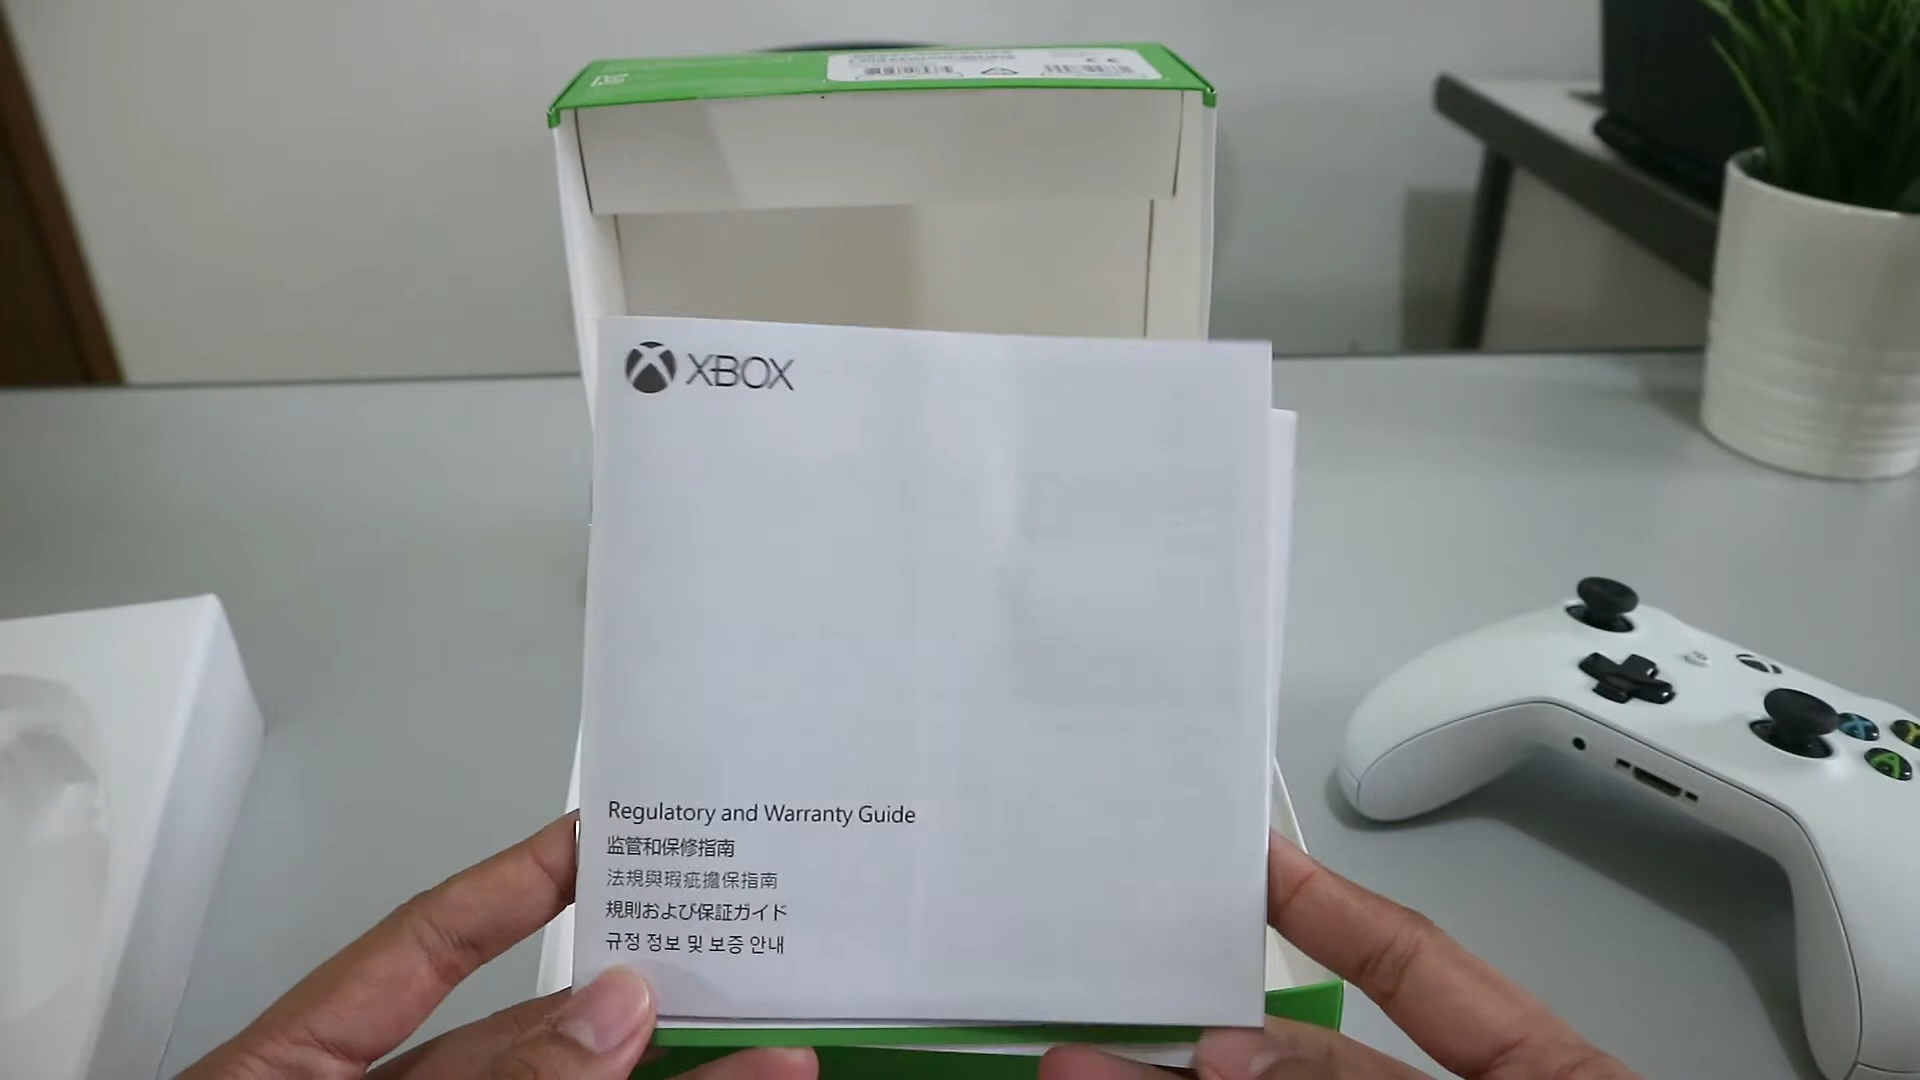 XBOX
Regulatory and Warranty Guide
监管和保修指南
法規與瑕疵擔保指南
規則および保証ガイド
규정 정보 및 보증 안내